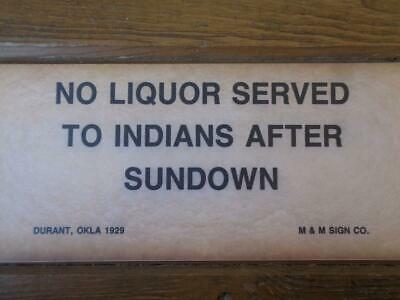 NO LIQUOR SERVED
TO INDIANS AFTER
SUNDOWN
DURANT, OKLA 1929 M & M SIGN CO.